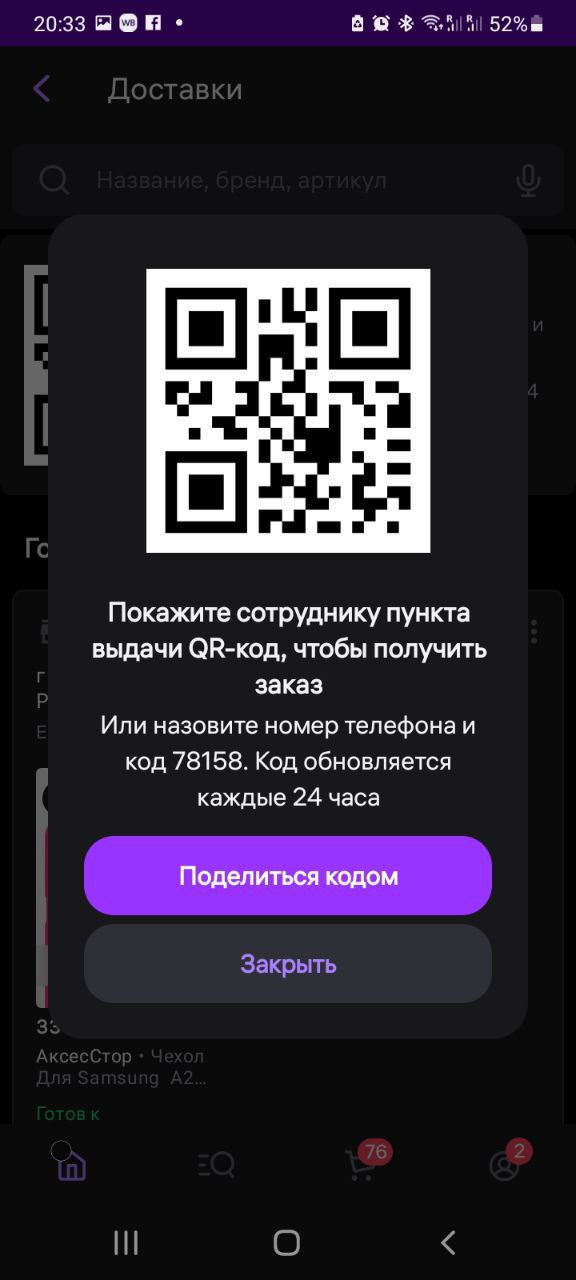 20:33 WB 52%
Доставки
Название, бренд, артикул
и
4
Покажите сотруднику пункта
выдачи QR-код, чтобы получить
заказ
Или назовите номер телефона и
код 78158. Код обновляется
каждые 24 часа
Поделиться кодом
Закрыть
АксесСтор • Чехол
Для Samsung A2...
Готов к
76
2